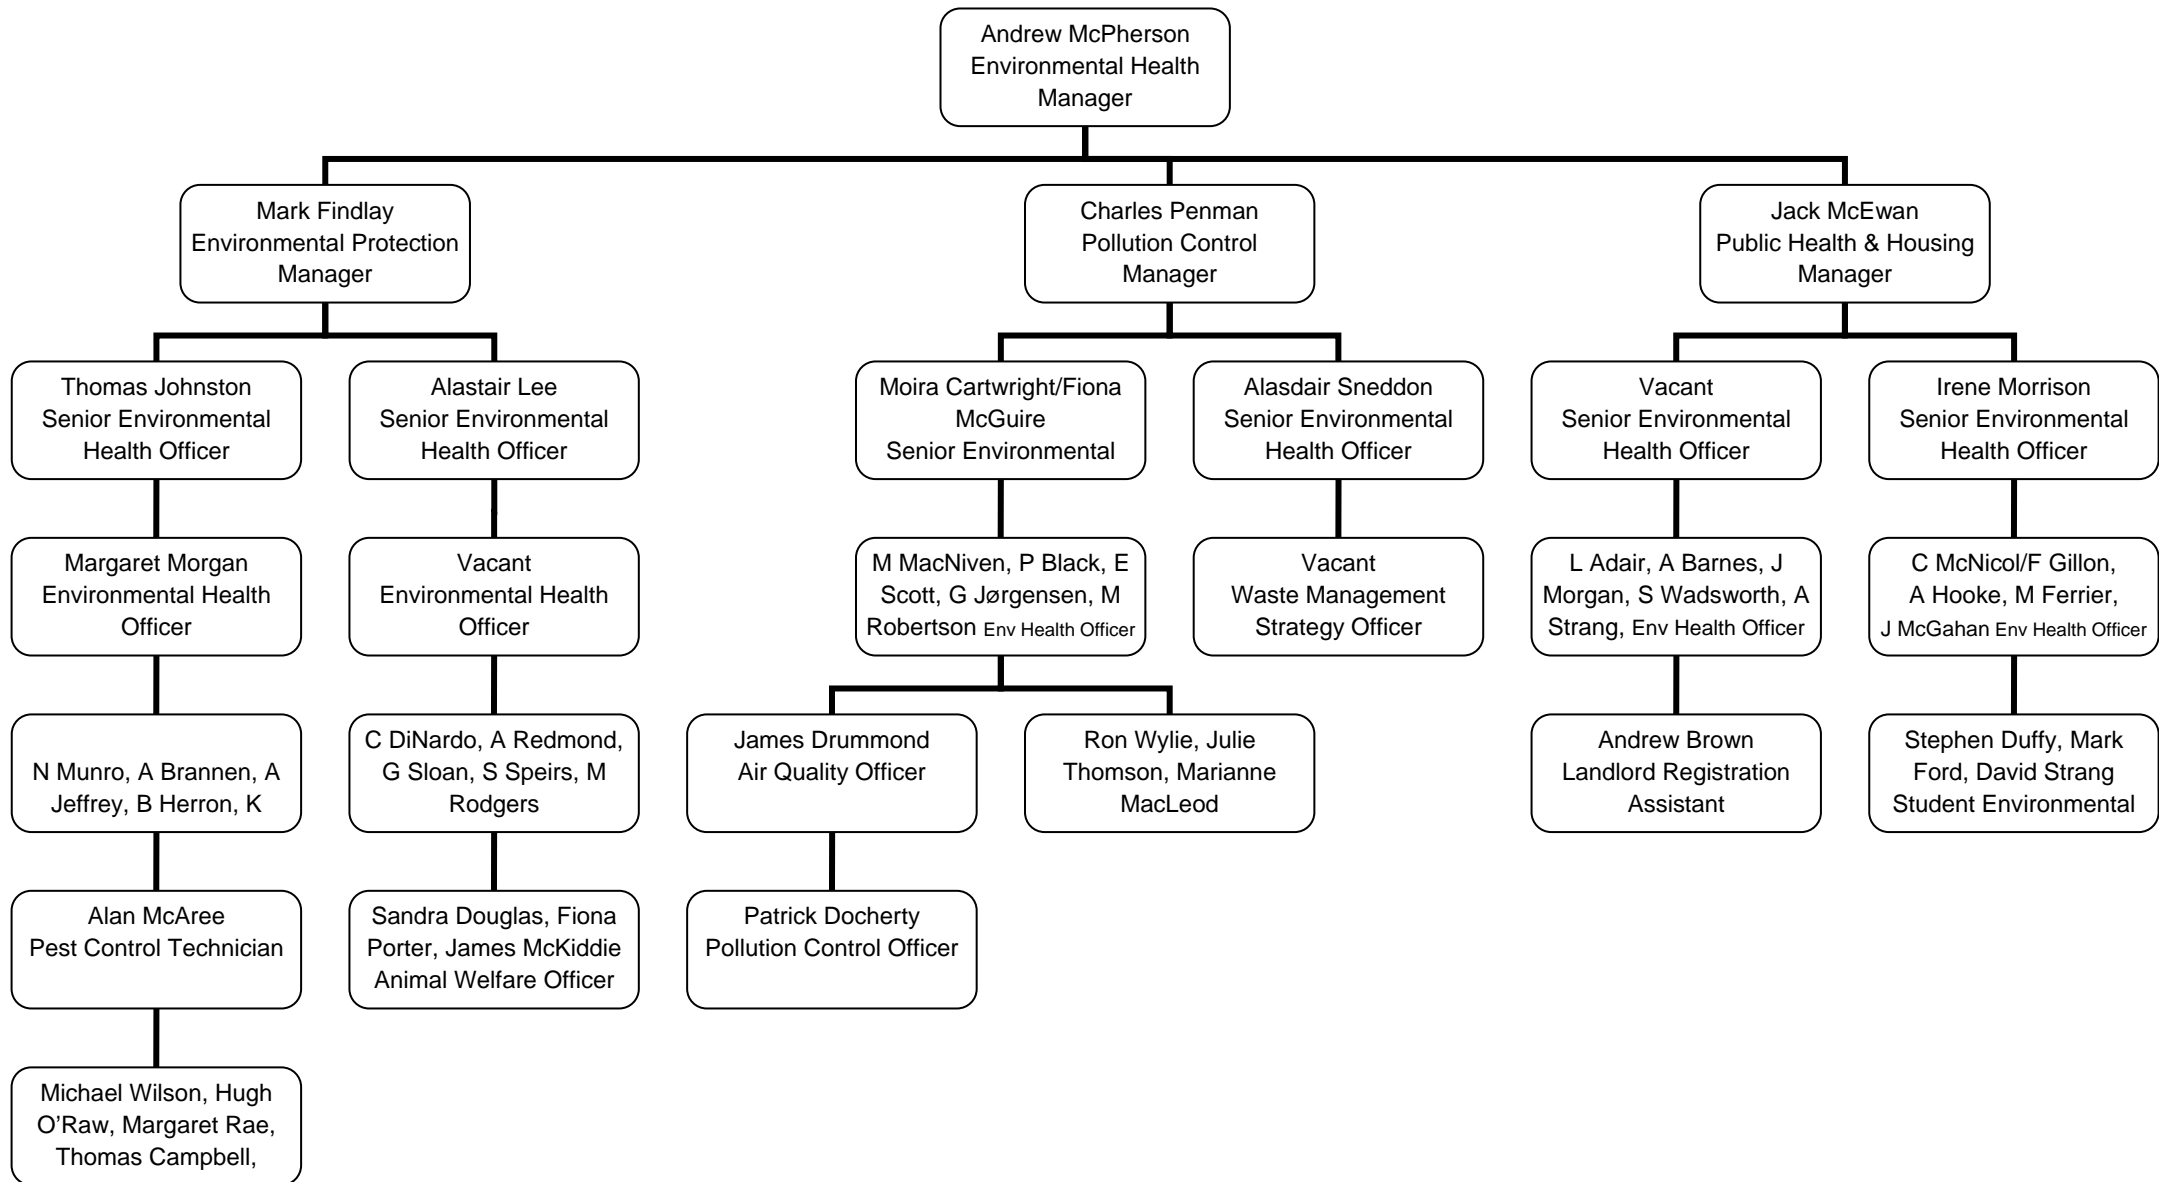 Andrew McPherson
Environmental Health
Manager
Mark Findlay
Environmental Protection
Manager
Charles Penman
Pollution Control
Manager
Jack McEwan
Public Health & Housing
Manager
Thomas Johnston
Senior Environmental
Health Officer
Alastair Lee
Senior Environmental
Health Officer
Moira Cartwright/Fiona
McGuire
Senior Environmental
Alasdair Sneddon
Senior Environmental
Health Officer
Vacant
Senior Environmental
Health Officer
Irene Morrison
Senior Environmental
Health Officer
Margaret Morgan
Environmental Health
Officer
Vacant
Environmental Health
Officer
M MacNiven, P Black, E
Scott, G Jørgensen, M
Robertson Env Health Officer
Vacant
Waste Management
Strategy Officer
L Adair, A Barnes, J
Morgan, S Wadsworth, A
Strang, Env Health Officer
C McNicol/F Gillon,
A Hooke, M Ferrier,
J McGahan Env Health Officer
N Munro, A Brannen, A
Jeffrey, B Herron, K
C DiNardo, A Redmond,
G Sloan, S Speirs, M
Rodgers
James Drummond
Air Quality Officer
Ron Wylie, Julie
Thomson, Marianne
MacLeod
Andrew Brown
Landlord Registration
Assistant
Stephen Duffy, Mark
Ford, David Strang
Student Environmental
Alan McAree
Pest Control Technician
Sandra Douglas, Fiona
Porter, James McKiddie
Animal Welfare Officer
Patrick Docherty
Pollution Control Officer
Michael Wilson, Hugh
O’Raw, Margaret Rae,
Thomas Campbell,